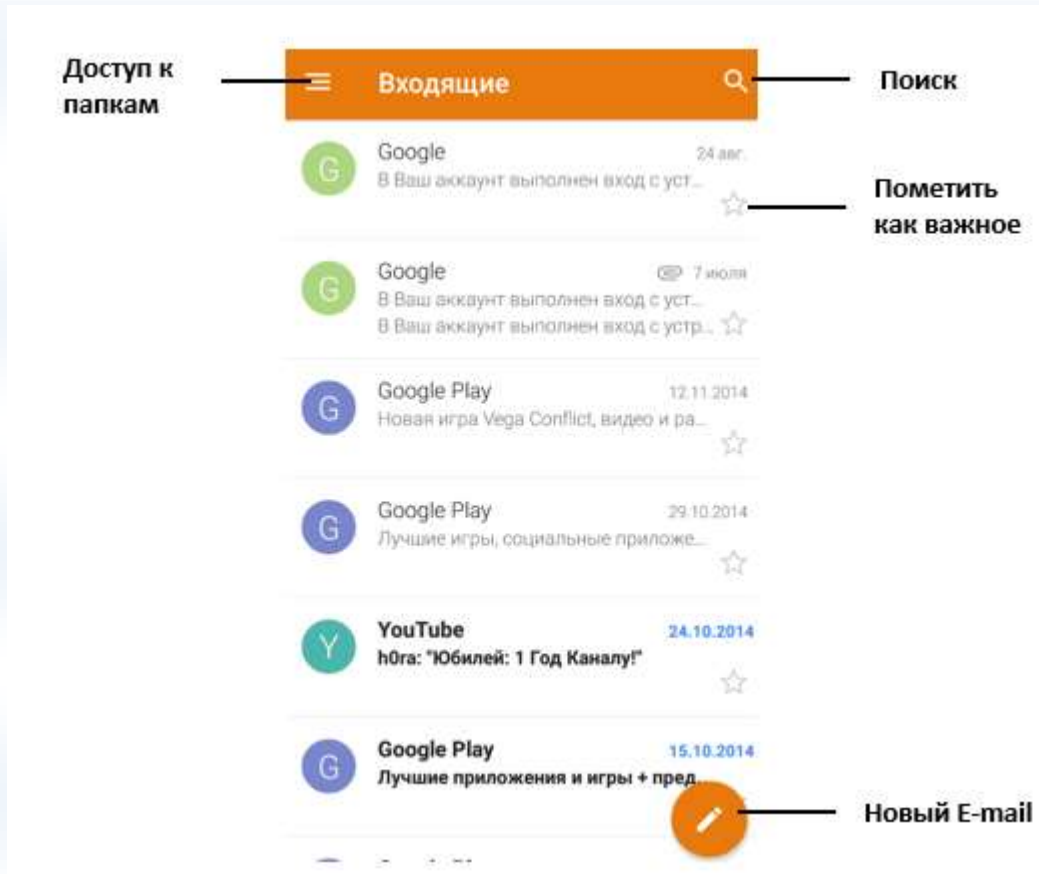 Доступ к
папкам
Входящие
Поиск
Google
24 авг.
В Ваш аккаунт выполнен вход с уст...
Пометить
как важное
Google
7 июля
В Ваш аккаунт выполнен вход с уст...
В Ваш аккаунт выполнен вход с устр...
Google Play
12.11.2014
Новая игра Vega Conflict, видео и ра...
Google Play
29.10.2014
Лучшие игры, социальные приложе...
YouTube
24.10.2014
h0ra: "Юбилей: 1 Год Каналу!"
Google Play
15.10.2014
Лучшие приложения и игры + пред...
Новый E-mail
G
G
G
G
Y
G